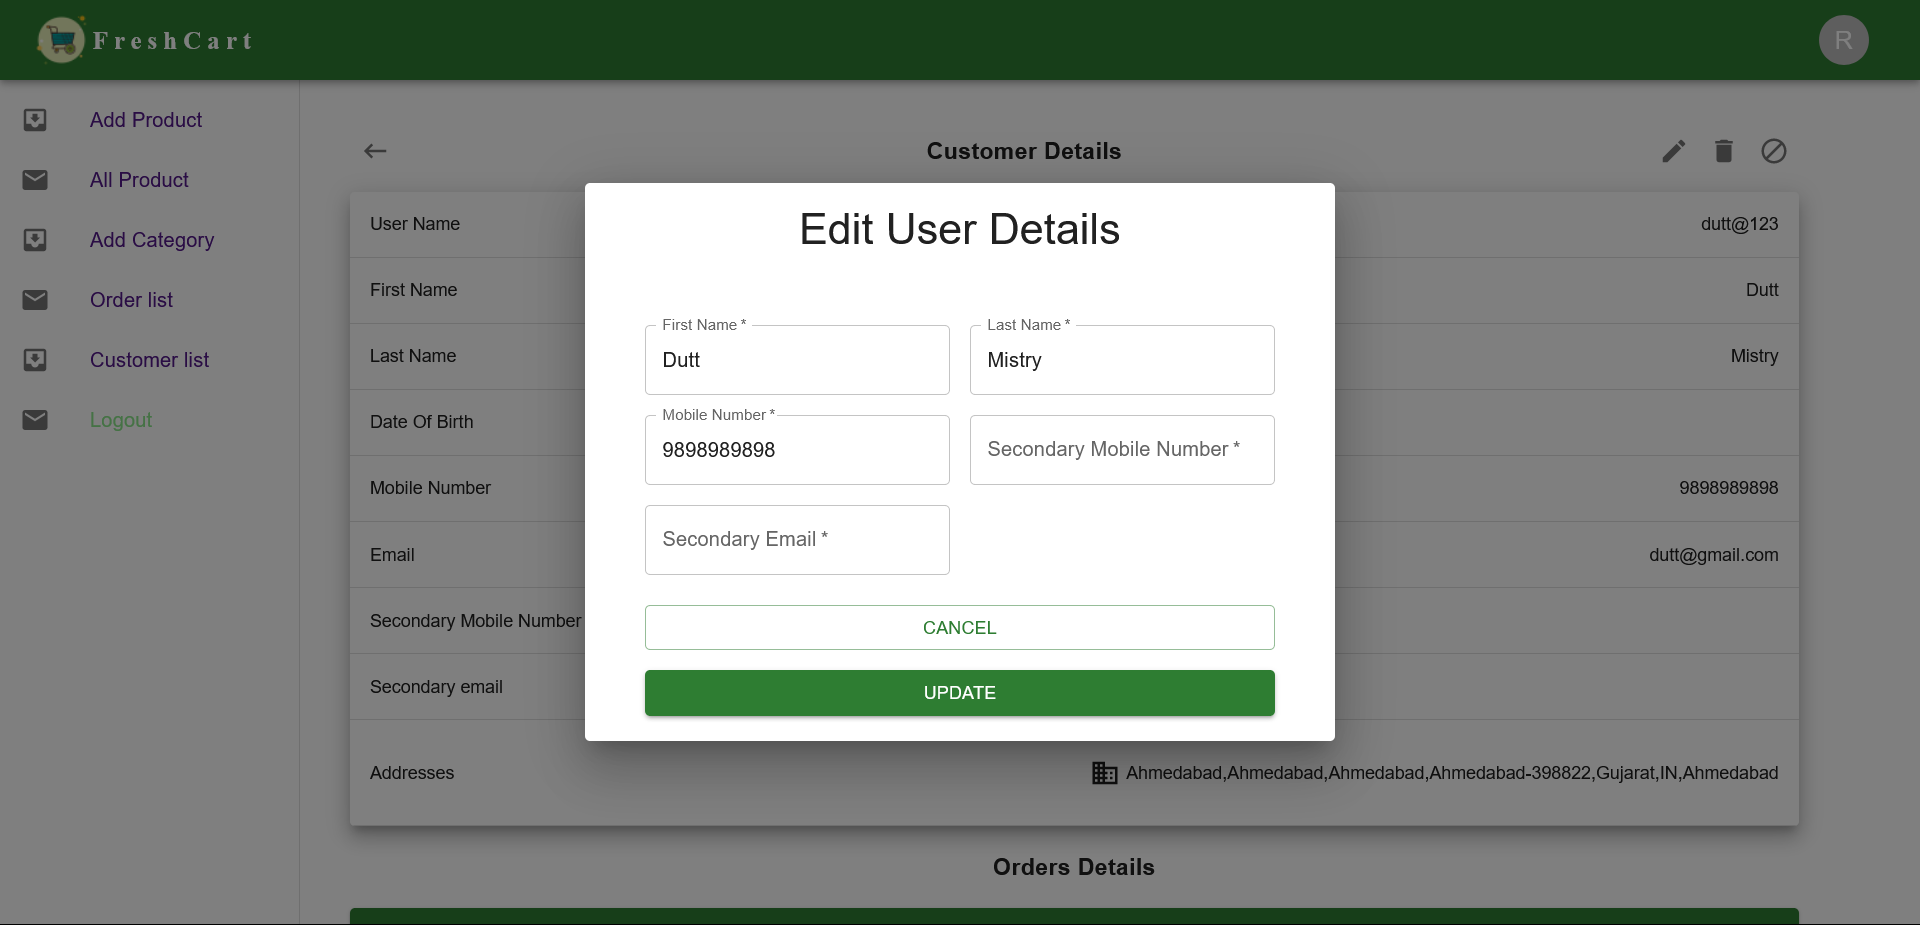 FreshCart
R
Add Product
All Product
Add Category
Order list
Customer list
Logout
Customer Details
User Name
dutt@123
First Name
Dutt
Last Name
Mistry
Date Of Birth
Mobile Number
9898989898
Email
dutt@gmail.com
Secondary Mobile Number
Secondary email
Addresses
Ahmedabad,Ahmedabad,Ahmedabad,Ahmedabad-398822,Gujarat,IN,Ahmedabad
Orders Details
Edit User Details
First Name *
Dutt
Last Name *
Mistry
Mobile Number *
9898989898
Secondary Mobile Number *
Secondary Email *
CANCEL
UPDATE